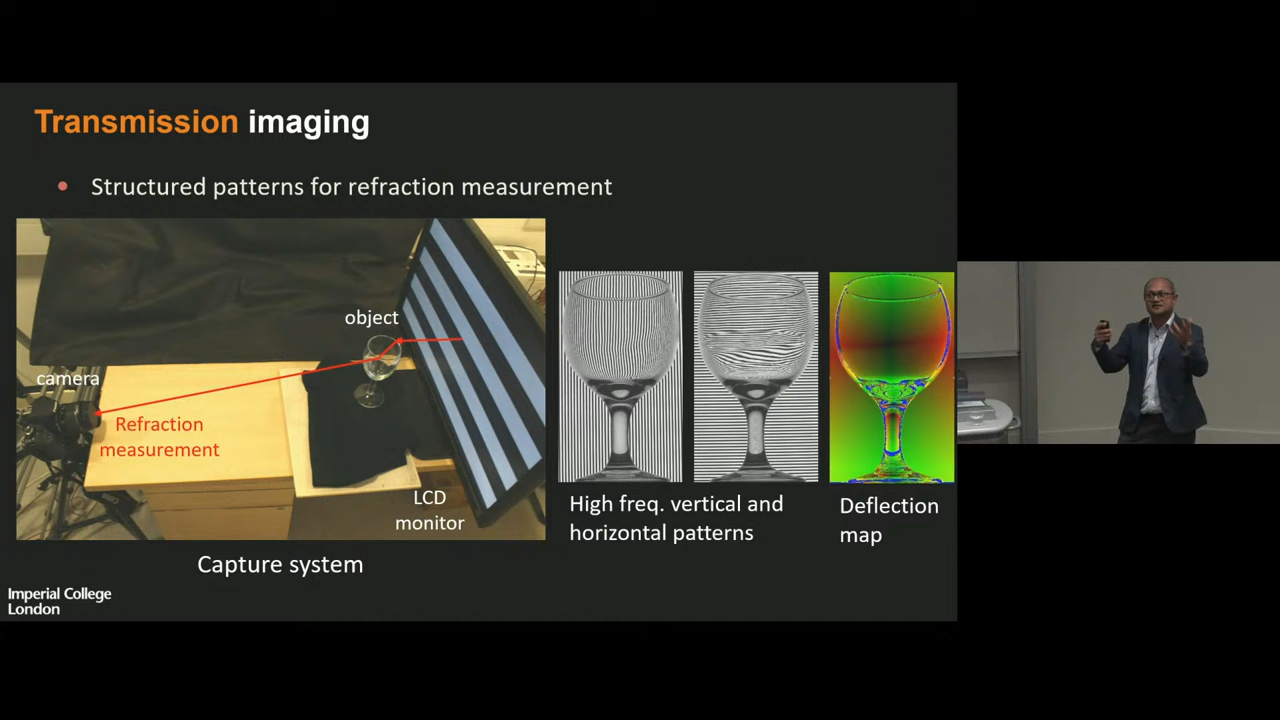 Transmission imaging
• Structured patterns for refraction measurement
object
camera
Refraction
measurement
LCD
monitor
High freq. vertical and
horizontal patterns
Deflection
map
Capture system
Imperial College
London